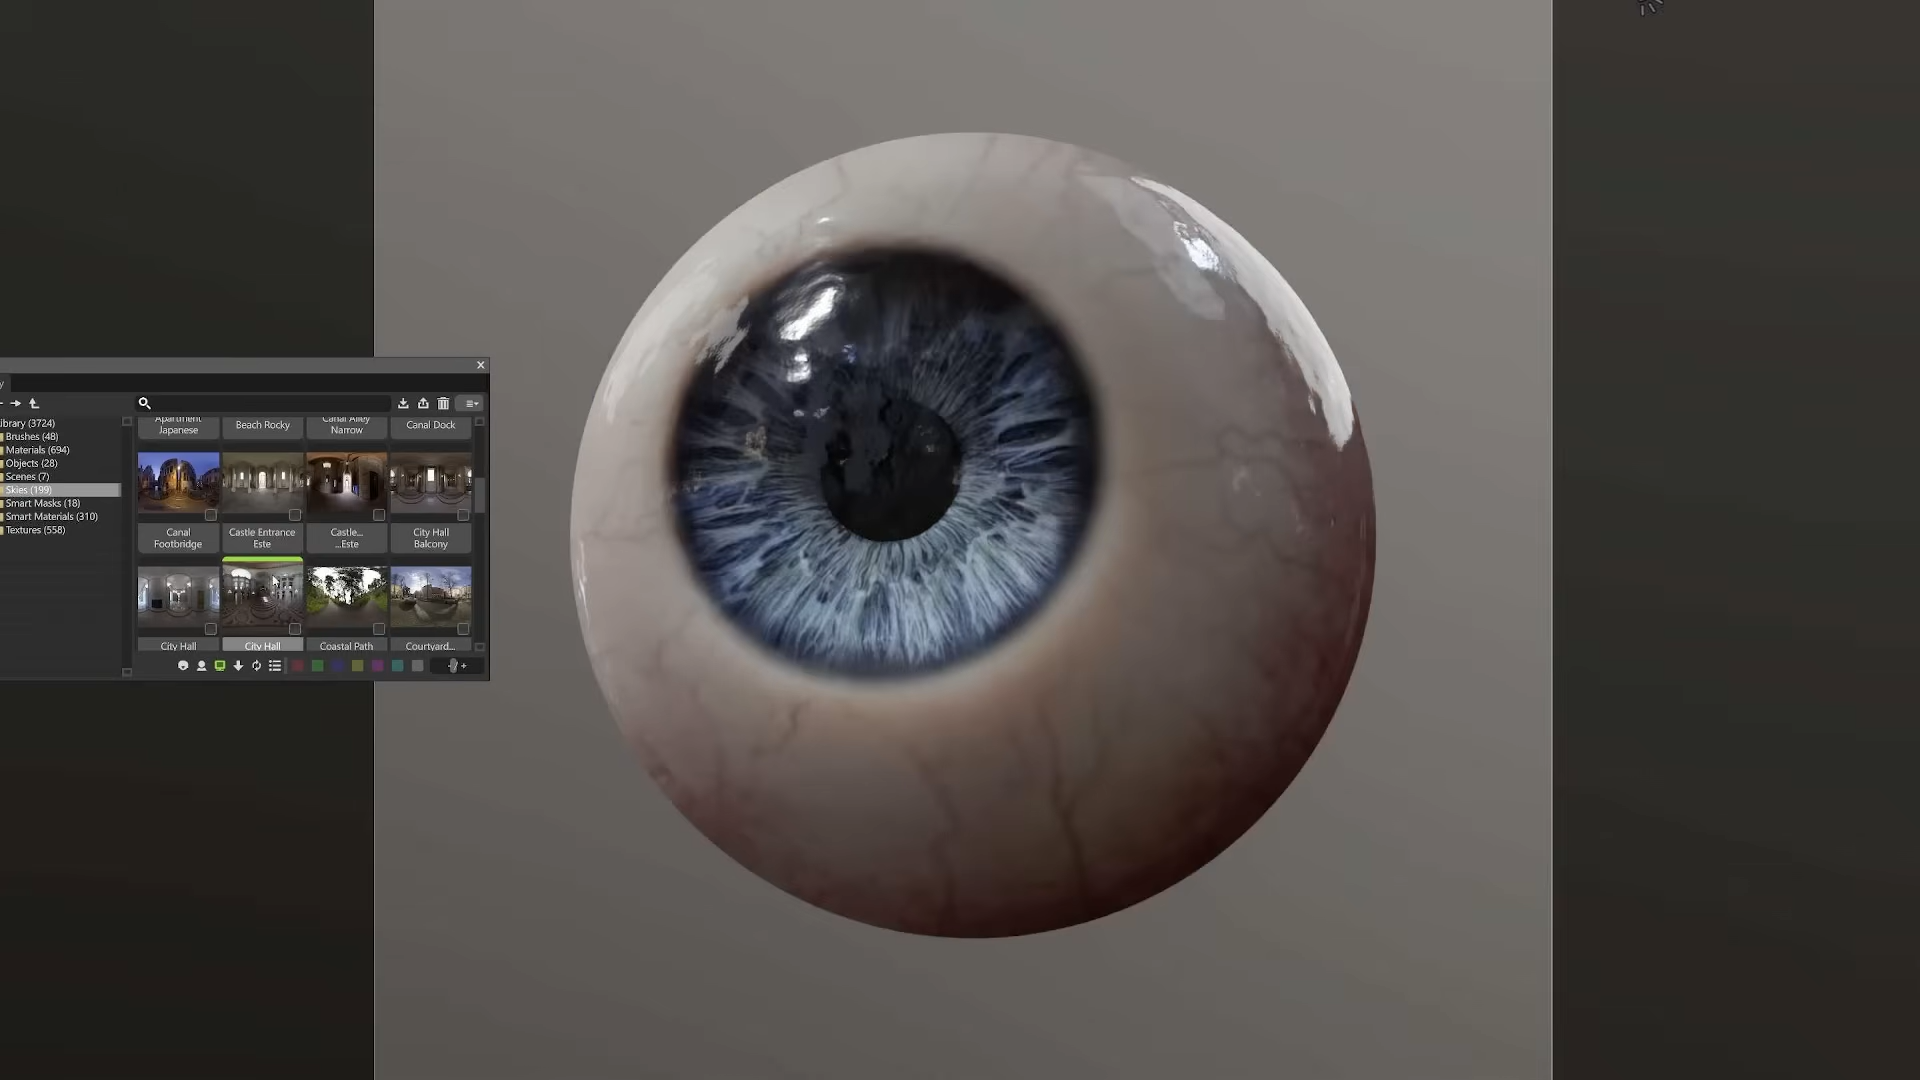 Library (3724)
Brushes (48)
Materials (694)
Objects (28)
Scenes (7)
Skies (199)
Smart Masks (18)
Smart Materials (310)
Textures (558)
Apartment
Japanese
Beach Rocky
Canal Alley
Narrow
Canal Dock
Canal
Footbridge
Castle Entrance
Este
Castle...
...Este
City Hall
Balcony
City Hall
City Hall
Coastal Path
Courtyard...